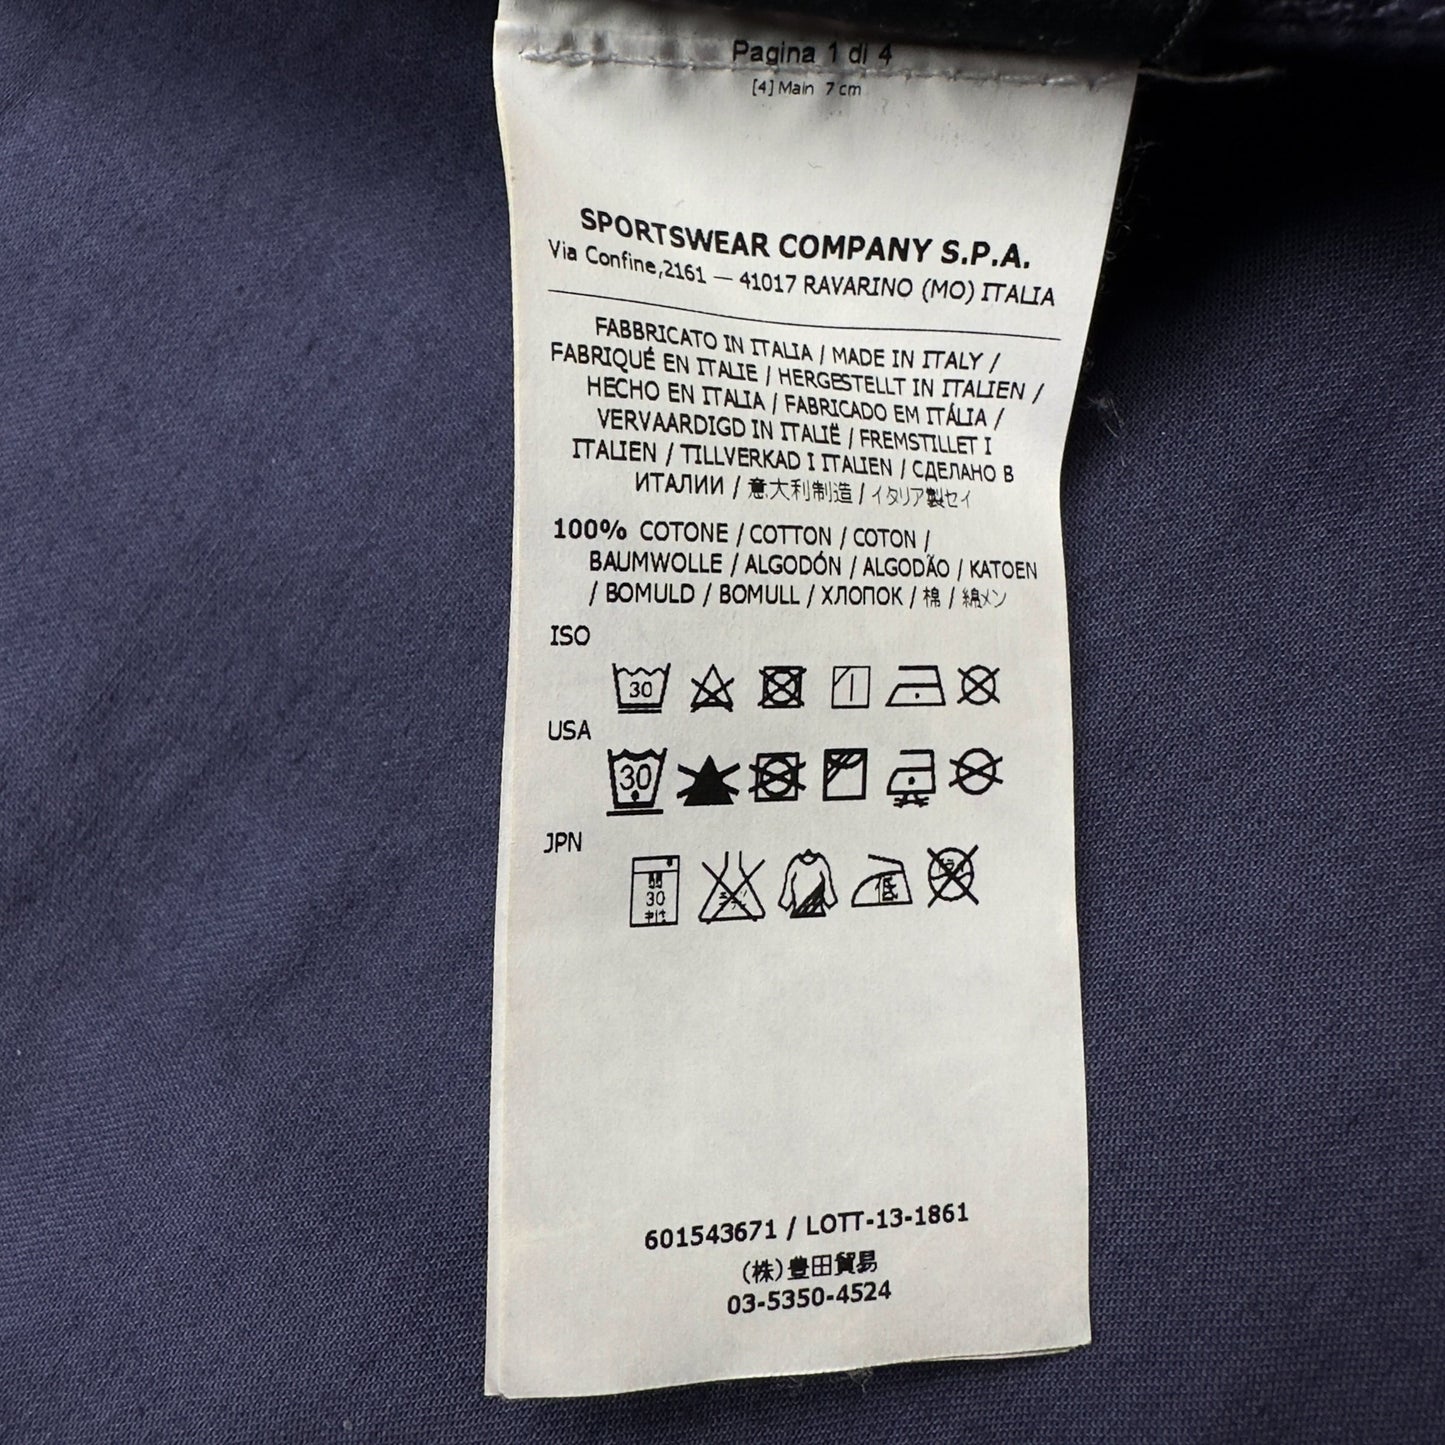 Pagina 1 di 4
[4] Main 7 cm
SPORTSWEAR COMPANY S.P.A.
Via Confine,2161 — 41017 RAVARINO (MO) ITALIA
FABBRICATO IN ITALIA / MADE IN ITALY /
FABRIQUÉ EN ITALIE / HERGESTELLT IN ITALIEN /
HECHO EN ITALIA / FABRICADO EM ITÁLIA /
VERVAARDIGD IN ITALIË / FREMSTILLET I
ITALIEN / TILLVERKAD I ITALIEN / СДЕЛАНО В
ИТАЛИИ / 意大利制造 / イタリア製セイ
100% COTONE / COTTON / COTON /
BAUMWOLLE / ALGODÓN / ALGODÃO / KATOEN
/ BOMULD / BOMULL / ХЛОПОК / 棉 / 綿メン
ISO
30
USA
30
JPN
30
低
601543671 / LOTT-13-1861
(株)豊田貿易
03-5350-4524